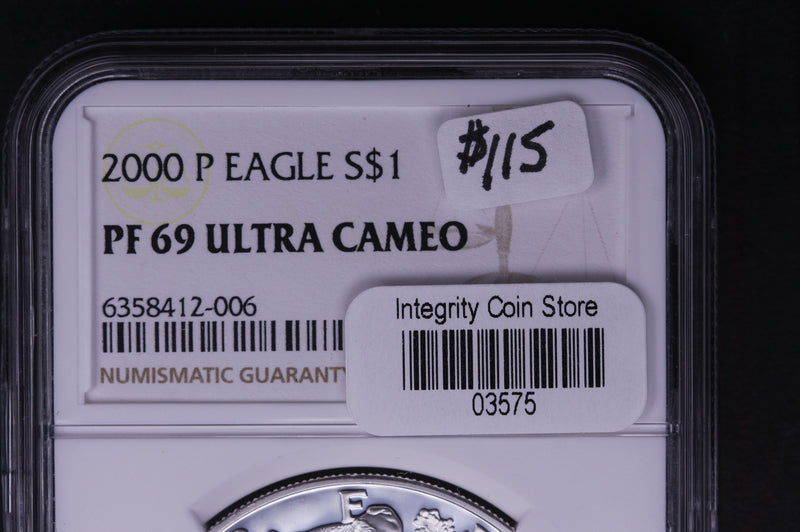 2000 P EAGLE S$1
$115
PF 69 ULTRA CAMEO
6358412-006
NUMISMATIC GUARANTY
Integrity Coin Store
03575
E